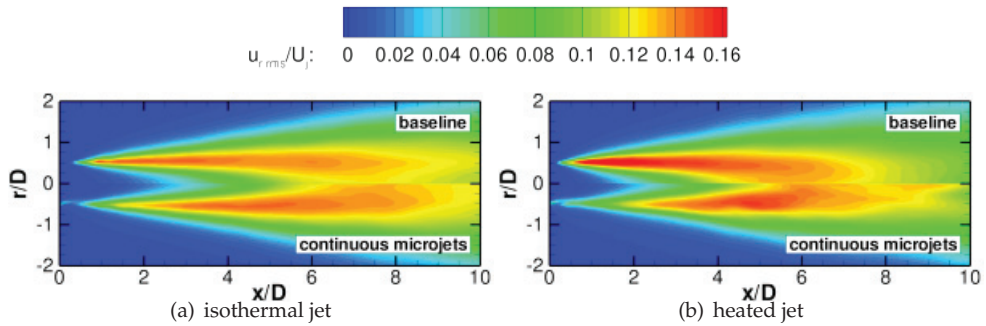 u_{r rms}/U_j: 0 0.02 0.04 0.06 0.08 0.1 0.12 0.14 0.16
2 1 0 -1 -2
r/D
baseline
continuous microjets
0 2 4 6 8 10
x/D
(a) isothermal jet
2 1 0 -1 -2
r/D
baseline
continuous microjets
0 2 4 6 8 10
x/D
(b) heated jet